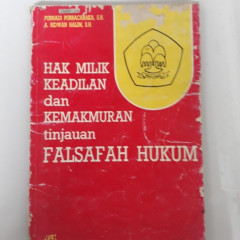 PURNADI PURBACARAKA, S.H.
A. RIDWAN HALIM, S.H.
HAK MILIK
KEADILAN
dan
KEMAKMURAN
tinjauan
FALSAFAH HUKUM